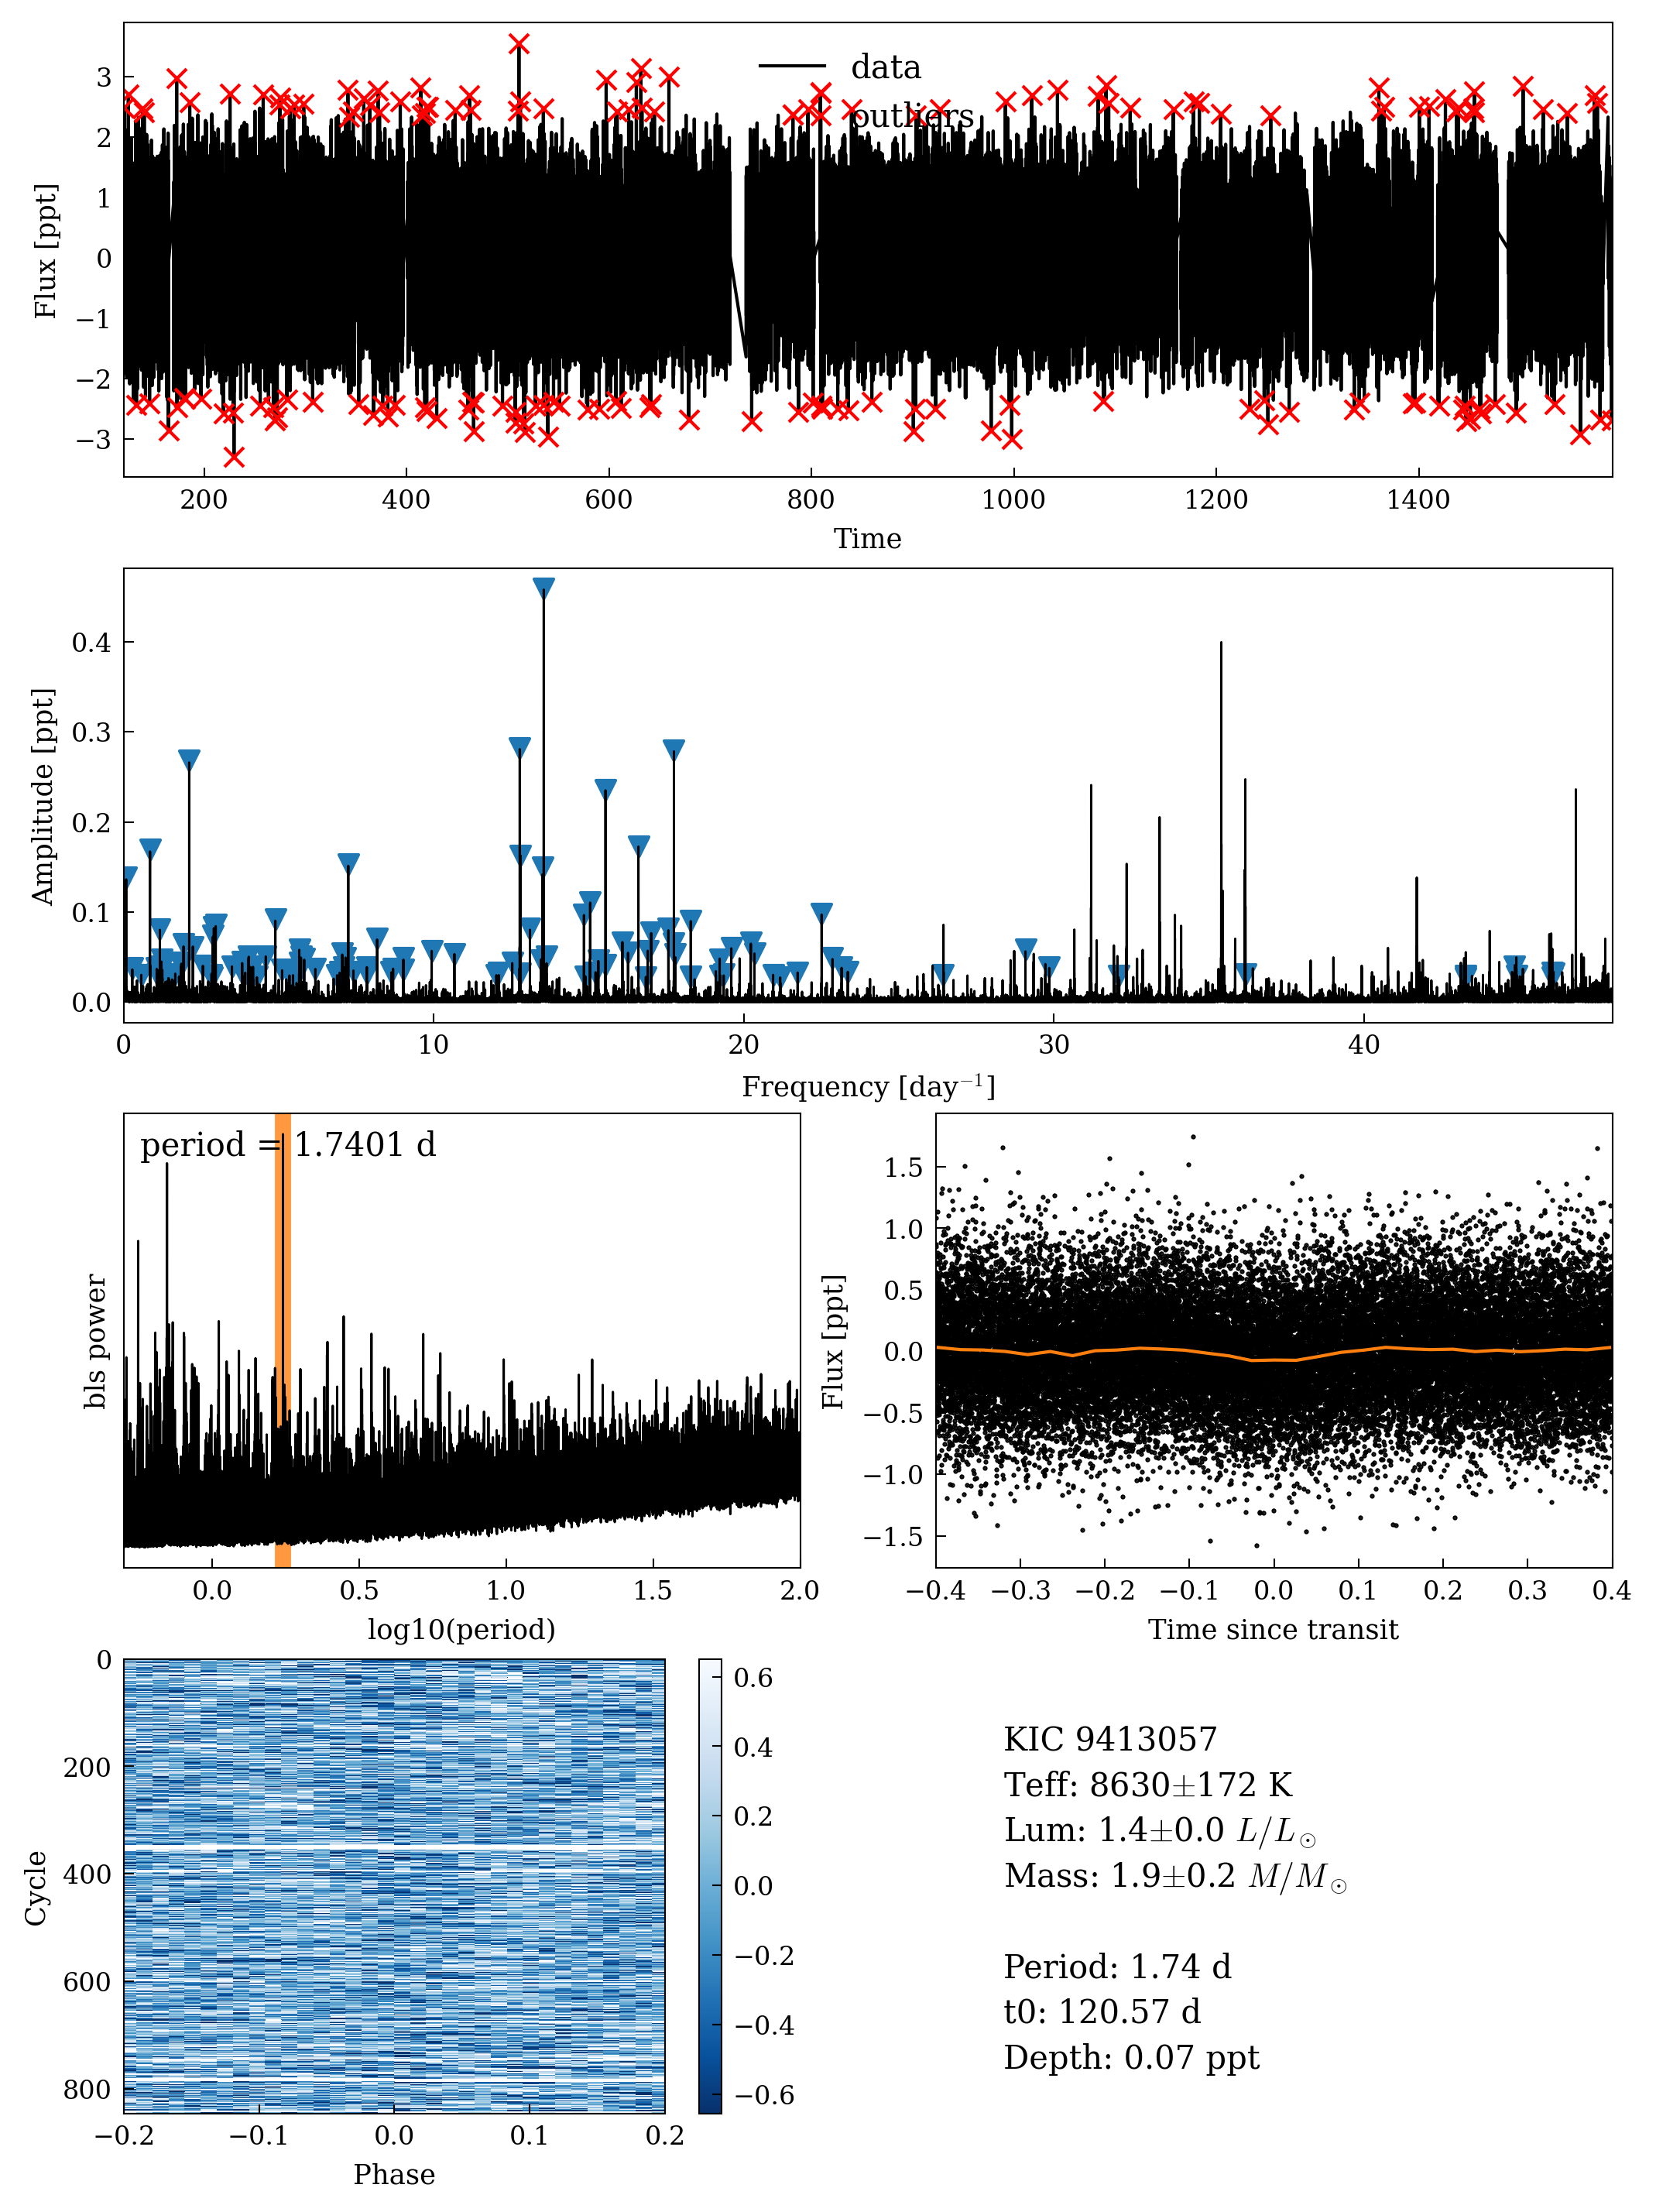 data
outliers
3
2
1
0
−1
−2
−3
Flux [ppt]
200 400 600 800 1000 1200 1400
Time
0.4
0.3
0.2
0.1
0.0
Amplitude [ppt]
0 10 20 30 40
Frequency [day⁻¹]
period = 1.7401 d
bls power
0.0 0.5 1.0 1.5 2.0
log10(period)
1.5
1.0
0.5
0.0
−0.5
−1.0
−1.5
Flux [ppt]
−0.4 −0.3 −0.2 −0.1 0.0 0.1 0.2 0.3 0.4
Time since transit
0
200
400
600
800
Cycle
−0.2 −0.1 0.0 0.1 0.2
Phase
0.6
0.4
0.2
0.0
−0.2
−0.4
−0.6
KIC 9413057
Teff: 8630±172 K
Lum: 1.4±0.0 L/L☉
Mass: 1.9±0.2 M/M☉
Period: 1.74 d
t0: 120.57 d
Depth: 0.07 ppt